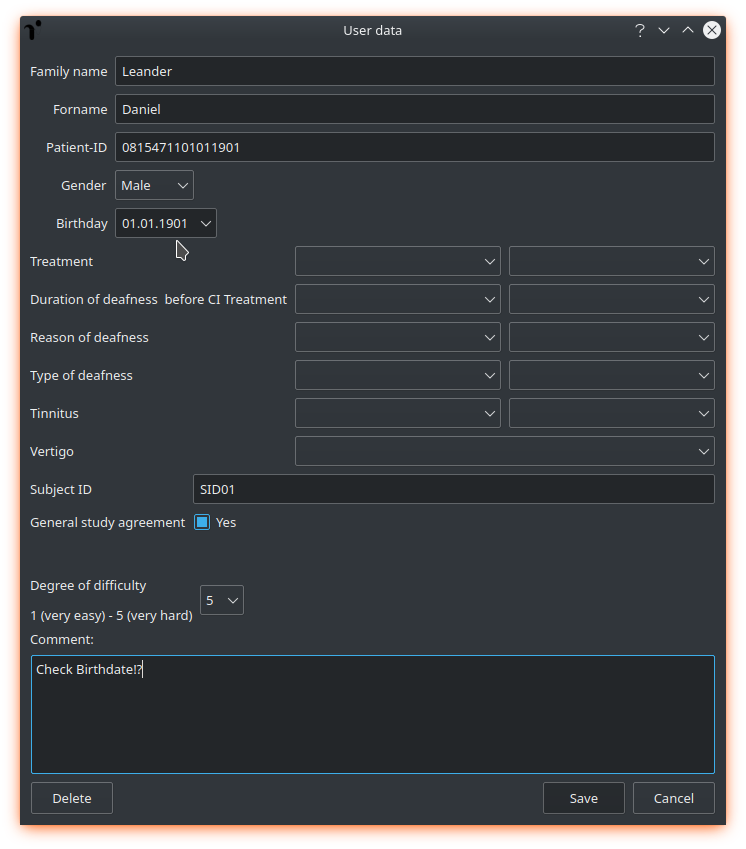 User data
Family name Leander
Forname Daniel
Patient-ID 0815471101011901
Gender Male
Birthday 01.01.1901
Treatment
Duration of deafness  before CI Treatment
Reason of deafness
Type of deafness
Tinnitus
Vertigo
Subject ID SID01
General study agreement Yes
Degree of difficulty
5
1 (very easy) - 5 (very hard)
Comment:
Check Birthdate!?
Delete Save Cancel